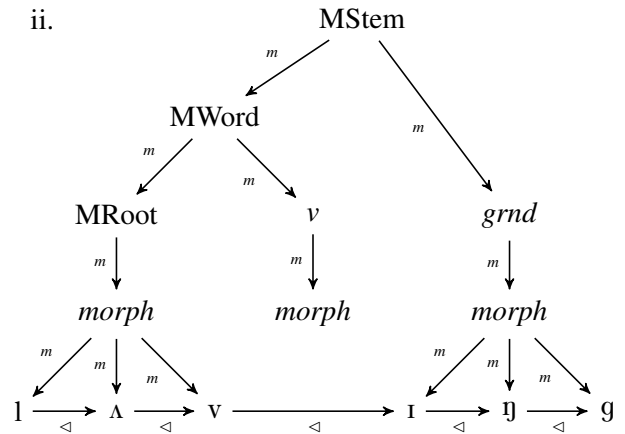 ii. MStem
m
MWord m
m m
MRoot v grnd
m m m
morph morph morph
m m m m m m
l ʌ v ɪ ŋ g
◁ ◁ ◁ ◁ ◁